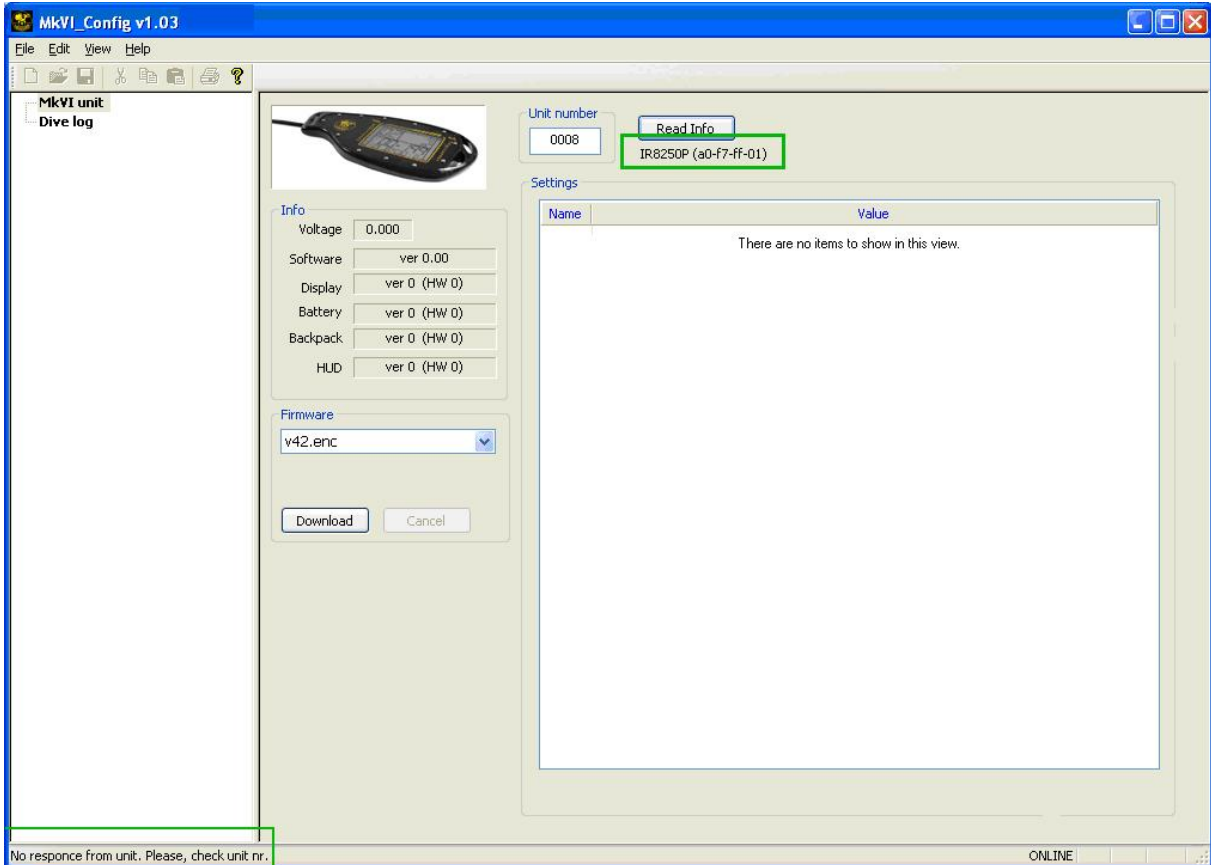 MkVI_Config v1.03
File Edit View Help
MkVI unit
Dive log
Unit number
0008
Read Info
IR8250P (a0-f7-ff-01)
Info
Voltage 0.000
Software ver 0.00
Display ver 0 (HW 0)
Battery ver 0 (HW 0)
Backpack ver 0 (HW 0)
HUD ver 0 (HW 0)
Firmware
v42.enc
Download Cancel
Settings
Name Value
There are no items to show in this view.
No responce from unit. Please, check unit nr. ONLINE